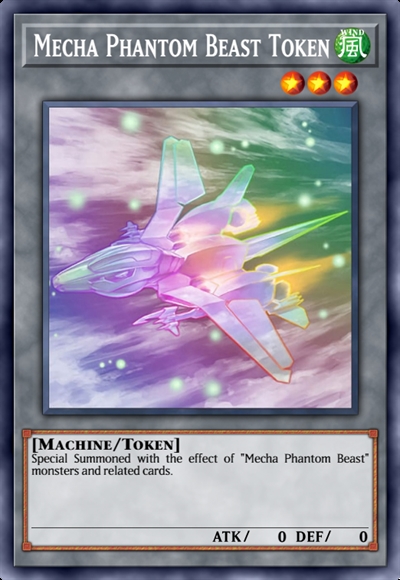 MECHA PHANTOM BEAST TOKEN
WIND
風
[MACHINE/TOKEN]
Special Summoned with the effect of "Mecha Phantom Beast"
monsters and related cards.
ATK/ 0 DEF/ 0